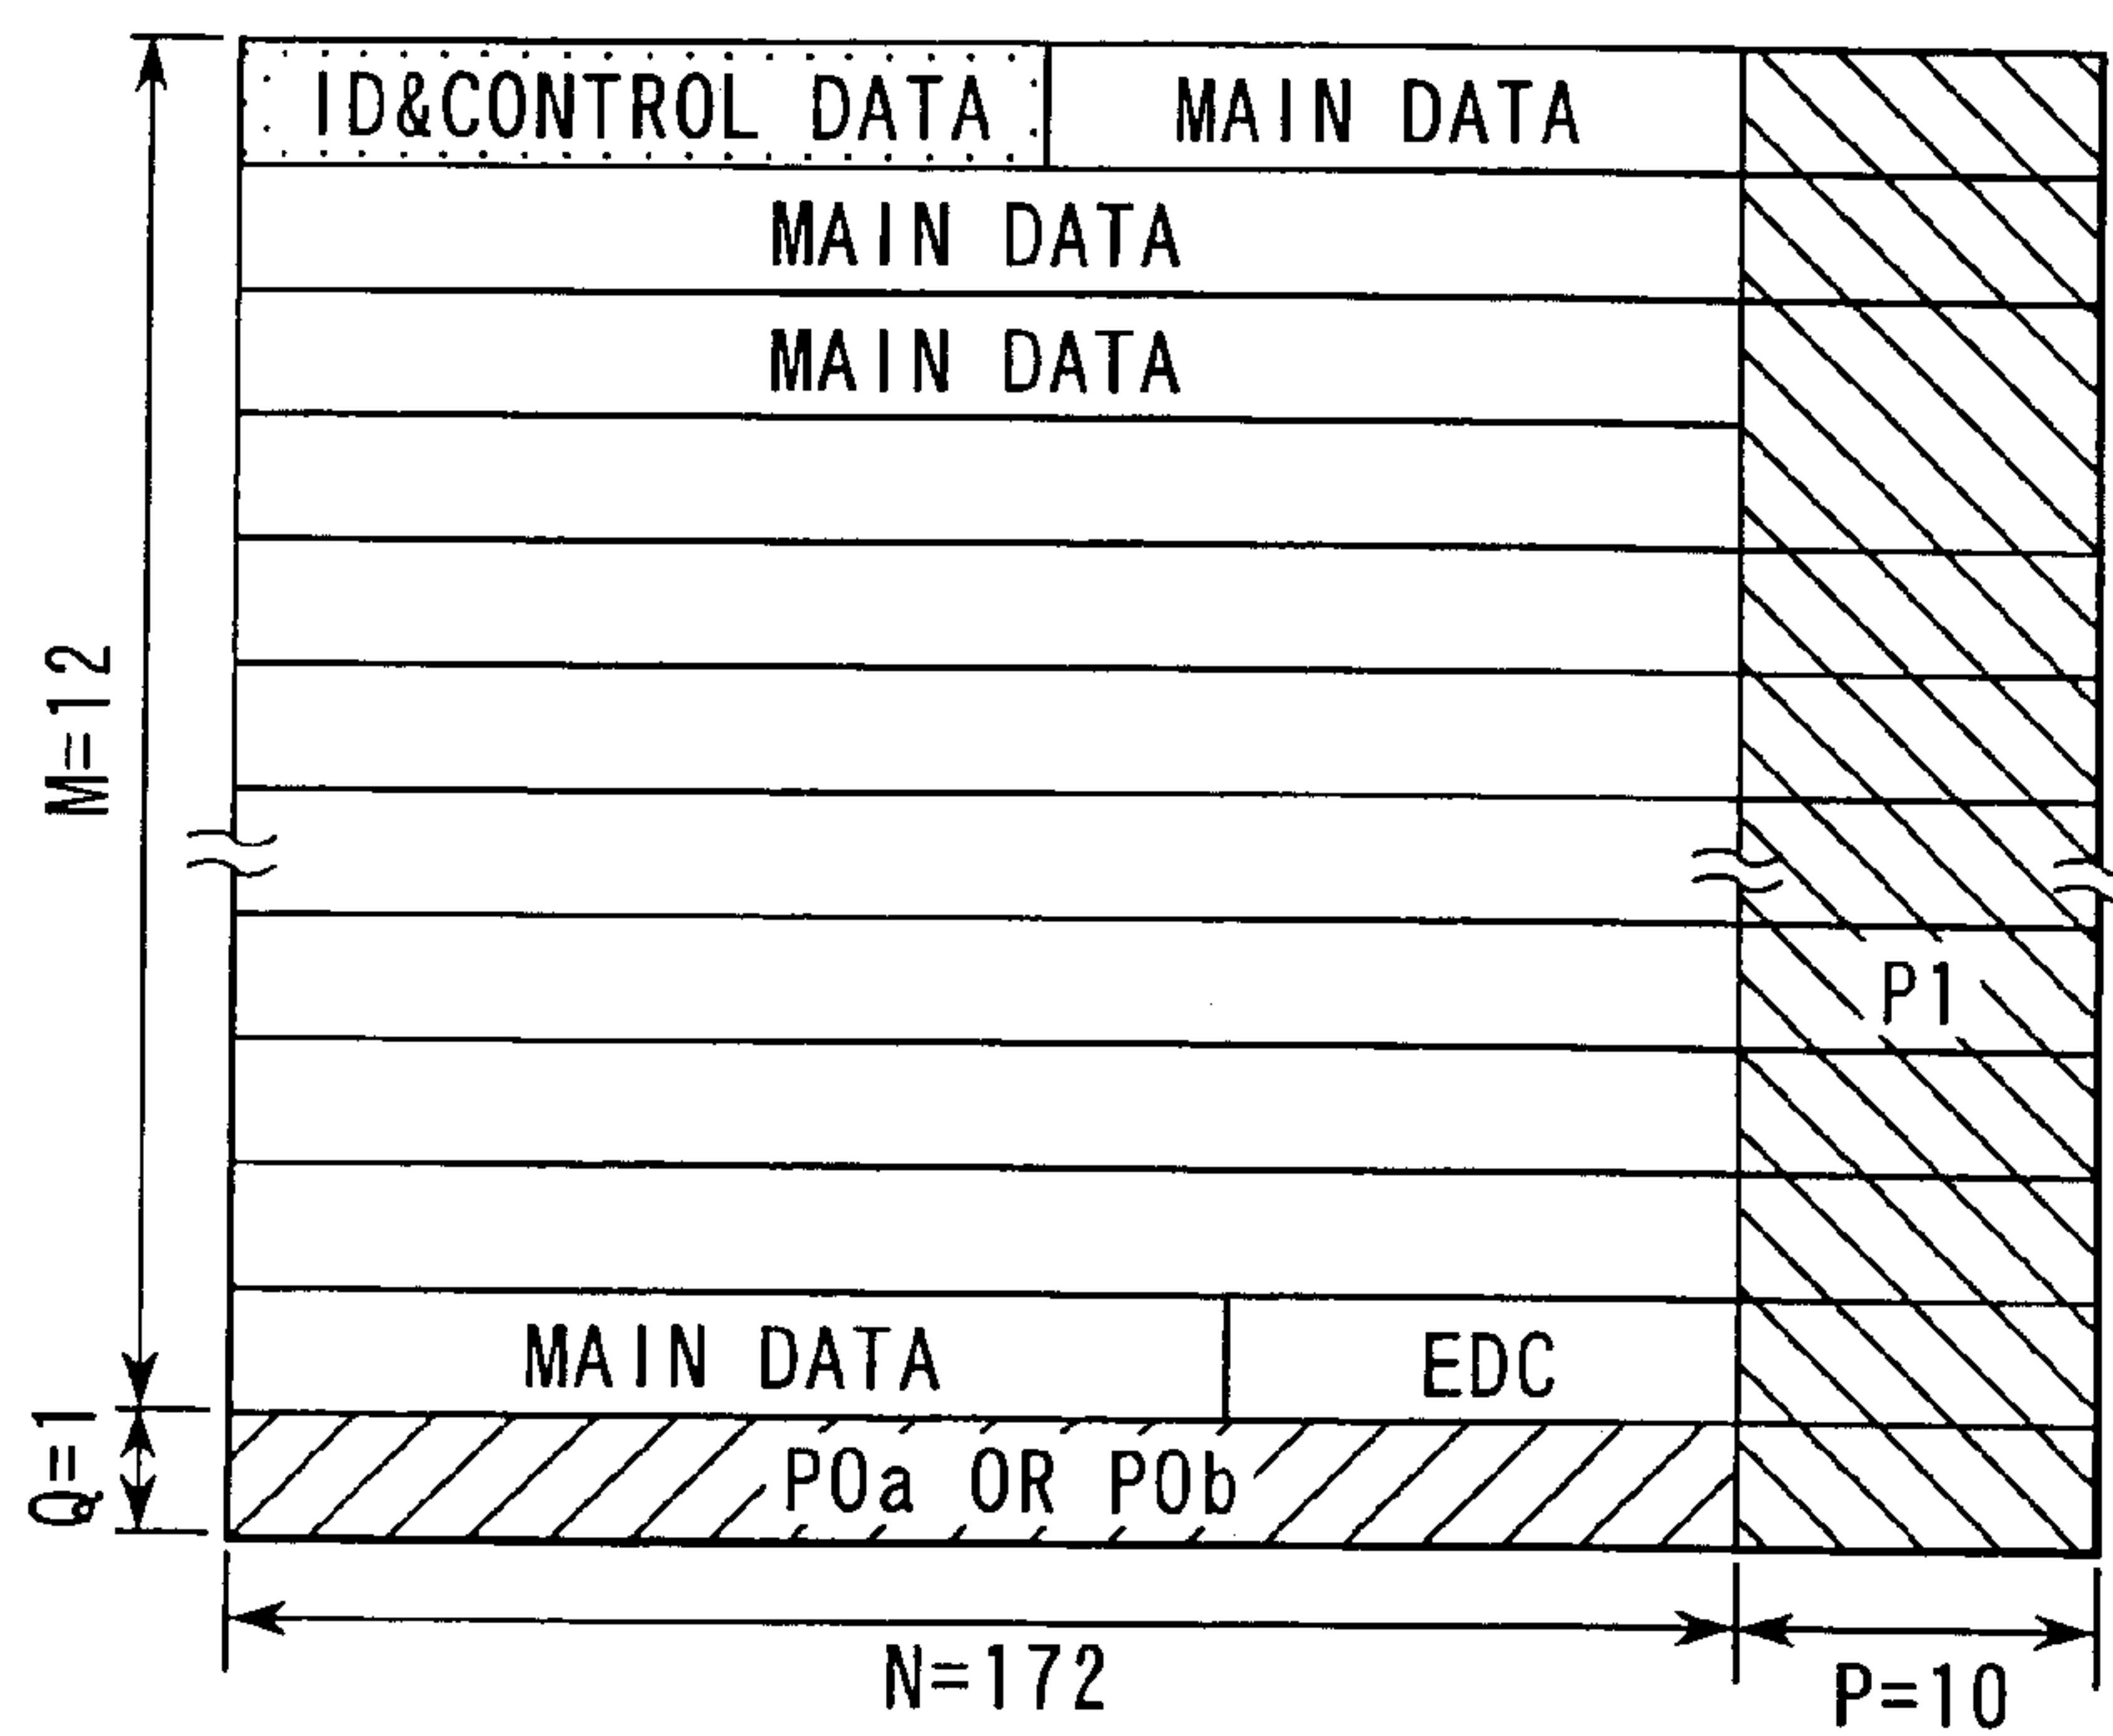 ID&CONTROL DATA MAIN DATA
MAIN DATA
MAIN DATA
M=12
P1
MAIN DATA EDC
Q=1
POa OR POb
N=172
P=10